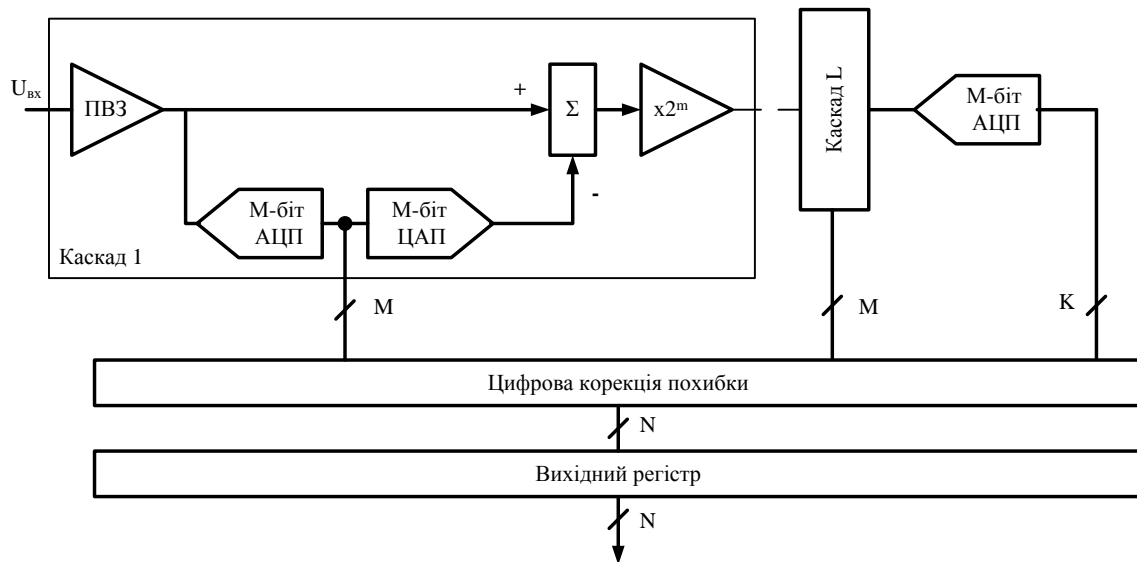 Uвх
ПВЗ
+
Σ
x2ᵐ
-
М-біт
АЦП
М-біт
ЦАП
Каскад 1
Каскад L
М-біт
АЦП
M
M
K
Цифрова корекція похибки
N
Вихідний регістр
N